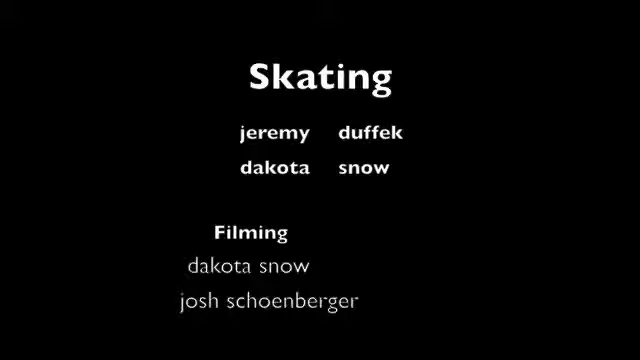 Skating
jeremy duffek
dakota snow
Filming
dakota snow
josh schoenberger